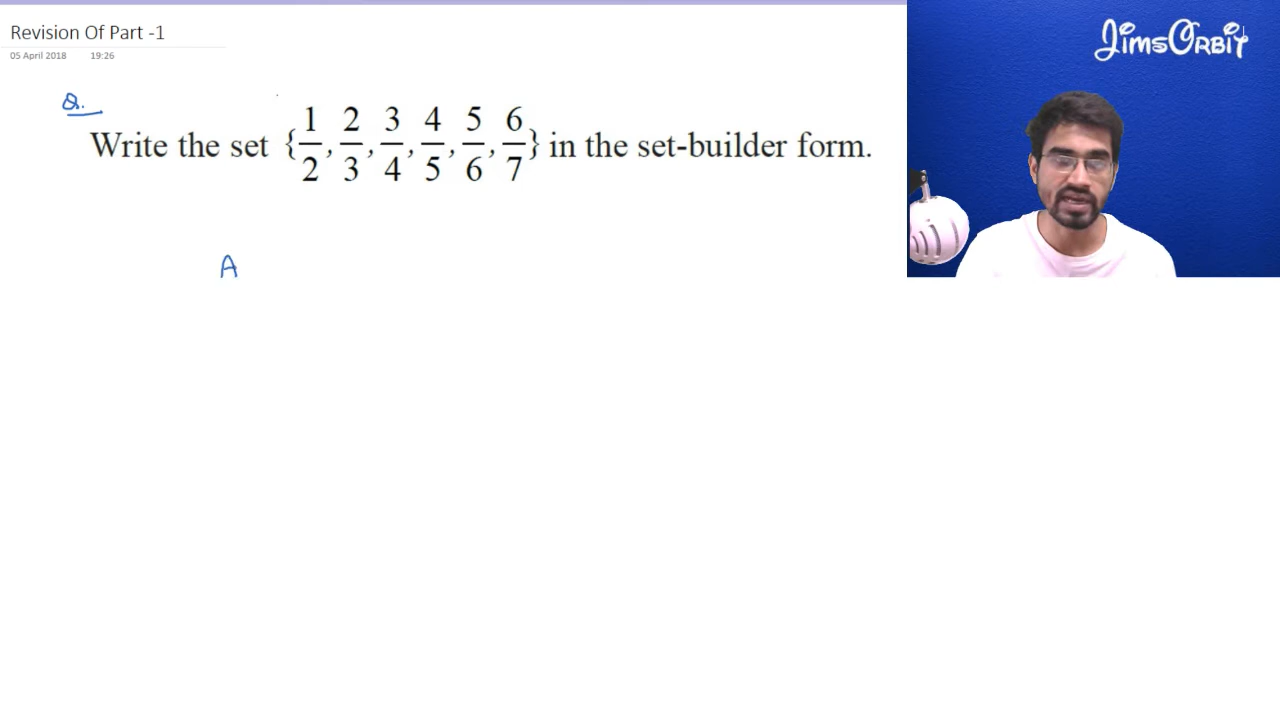 Revision Of Part -1
05 April 2018 19:26
JimsOrbit
Q.
Write the set {1/2, 2/3, 3/4, 4/5, 5/6, 6/7} in the set-builder form.
A